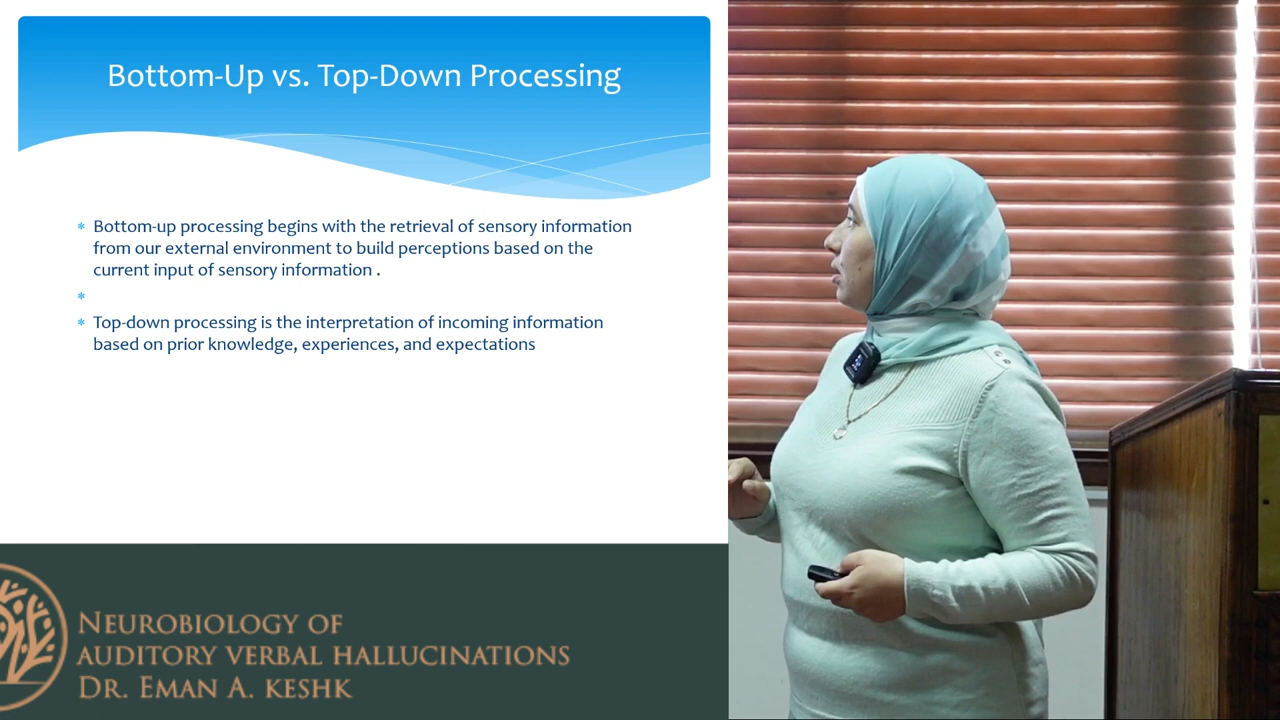 Bottom-Up vs. Top-Down Processing
* Bottom-up processing begins with the retrieval of sensory information
from our external environment to build perceptions based on the
current input of sensory information .
*
* Top-down processing is the interpretation of incoming information
based on prior knowledge, experiences, and expectations
NEUROBIOLOGY OF
AUDITORY VERBAL HALLUCINATIONS
DR. EMAN A. KESHK